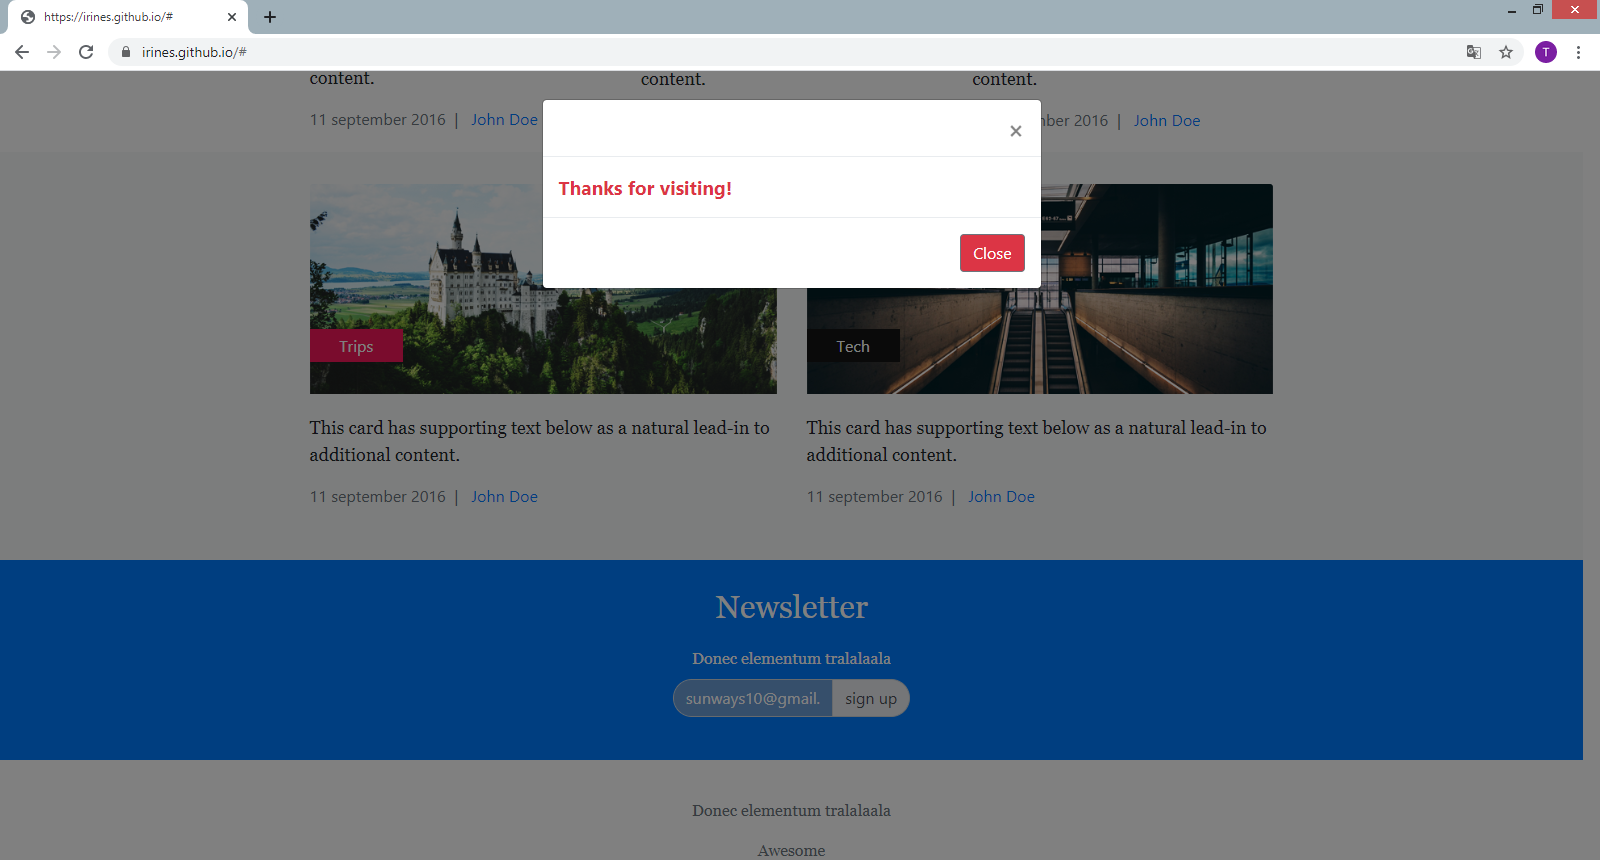 https://irines.github.io/#
irines.github.io/#
T
content.
content.
content.
11 september 2016 | John Doe
ber 2016 | John Doe
×
Thanks for visiting!
Close
Trips
Tech
This card has supporting text below as a natural lead-in to
additional content.
This card has supporting text below as a natural lead-in to
additional content.
11 september 2016 | John Doe
11 september 2016 | John Doe
Newsletter
Donec elementum tralalaala
sunways10@gmail.
sign up
Donec elementum tralalaala
Awesome